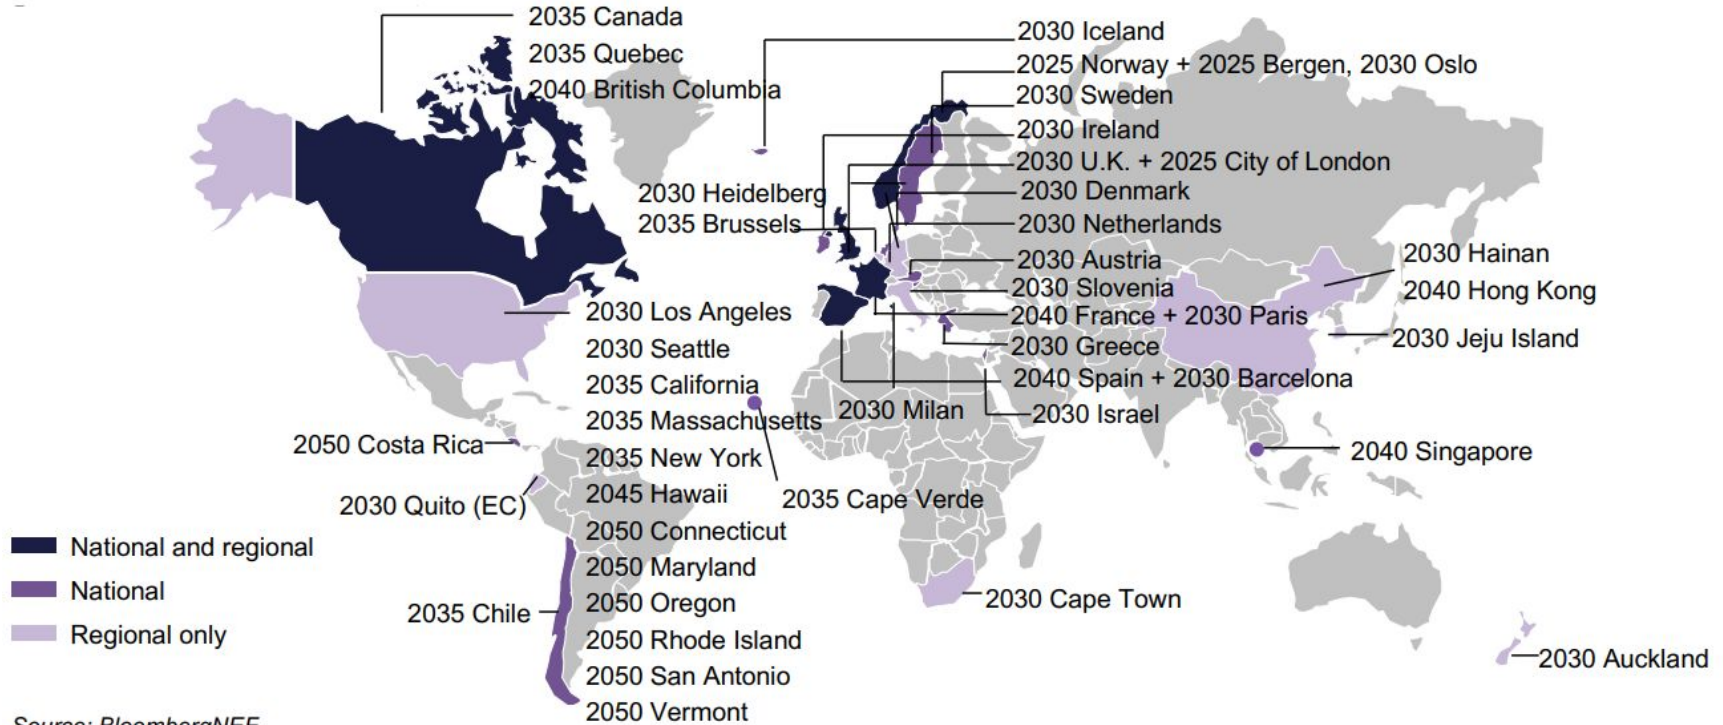 2035 Canada
2035 Quebec
2040 British Columbia
2030 Iceland
2025 Norway + 2025 Bergen, 2030 Oslo
2030 Sweden
2030 Ireland
2030 U.K. + 2025 City of London
2030 Denmark
2030 Netherlands
2030 Heidelberg
2035 Brussels
2030 Austria
2030 Slovenia
2040 France + 2030 Paris
2030 Greece
2040 Spain + 2030 Barcelona
2030 Milan
2030 Israel
2030 Hainan
2040 Hong Kong
2030 Jeju Island
2040 Singapore
2030 Los Angeles
2030 Seattle
2035 California
2035 Massachusetts
2035 New York
2045 Hawaii
2050 Connecticut
2050 Maryland
2050 Oregon
2050 Rhode Island
2050 San Antonio
2050 Vermont
2050 Costa Rica
2030 Quito (EC)
2035 Cape Verde
2035 Chile
2030 Cape Town
2030 Auckland
National and regional
National
Regional only
Source: BloombergNEF